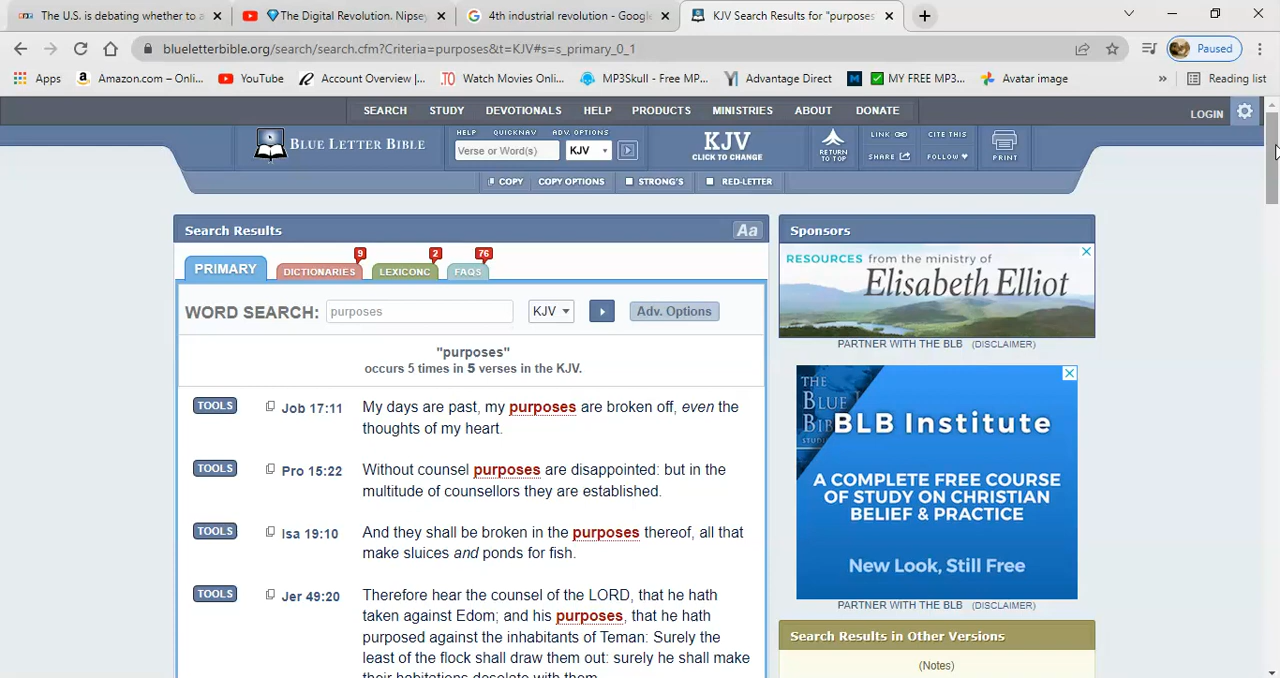 The U.S. is debating whether to a
The Digital Revolution. Nipsey
4th industrial revolution - Google
KJV Search Results for "purposes
blueletterbible.org/search/search.cfm?Criteria=purposes&t=KJV#s=s_primary_0_1
Paused
Apps
Amazon.com – Onli...
YouTube
Account Overview |...
Watch Movies Onli...
MP3Skull - Free MP...
Advantage Direct
MY FREE MP3...
Avatar image
»
Reading list
SEARCH STUDY DEVOTIONALS HELP PRODUCTS MINISTRIES ABOUT DONATE
LOGIN
BLUE LETTER BIBLE
HELP QUICKNAV ADV. OPTIONS
Verse or Word(s) KJV
KJV
CLICK TO CHANGE
RETURN
TO TOP
LINK CITE THIS
SHARE FOLLOW
PRINT
COPY COPY OPTIONS STRONG'S RED-LETTER
Search Results
Aa
PRIMARY
DICTIONARIES 9
LEXICONC 2
FAQS 76
WORD SEARCH: purposes KJV Adv. Options
"purposes"
occurs 5 times in 5 verses in the KJV.
TOOLS Job 17:11 My days are past, my purposes are broken off, even the
thoughts of my heart.
TOOLS Pro 15:22 Without counsel purposes are disappointed: but in the
multitude of counsellors they are established.
TOOLS Isa 19:10 And they shall be broken in the purposes thereof, all that
make sluices and ponds for fish.
TOOLS Jer 49:20 Therefore hear the counsel of the LORD, that he hath
taken against Edom; and his purposes, that he hath
purposed against the inhabitants of Teman: Surely the
least of the flock shall draw them out: surely he shall make
their habitations desolate with them.
Sponsors
RESOURCES from the ministry of
Elisabeth Elliot
PARTNER WITH THE BLB (DISCLAIMER)
THE
BLUE
BIB
BLB Institute
A COMPLETE FREE COURSE
OF STUDY ON CHRISTIAN
BELIEF & PRACTICE
New Look, Still Free
PARTNER WITH THE BLB (DISCLAIMER)
Search Results in Other Versions
(Notes)